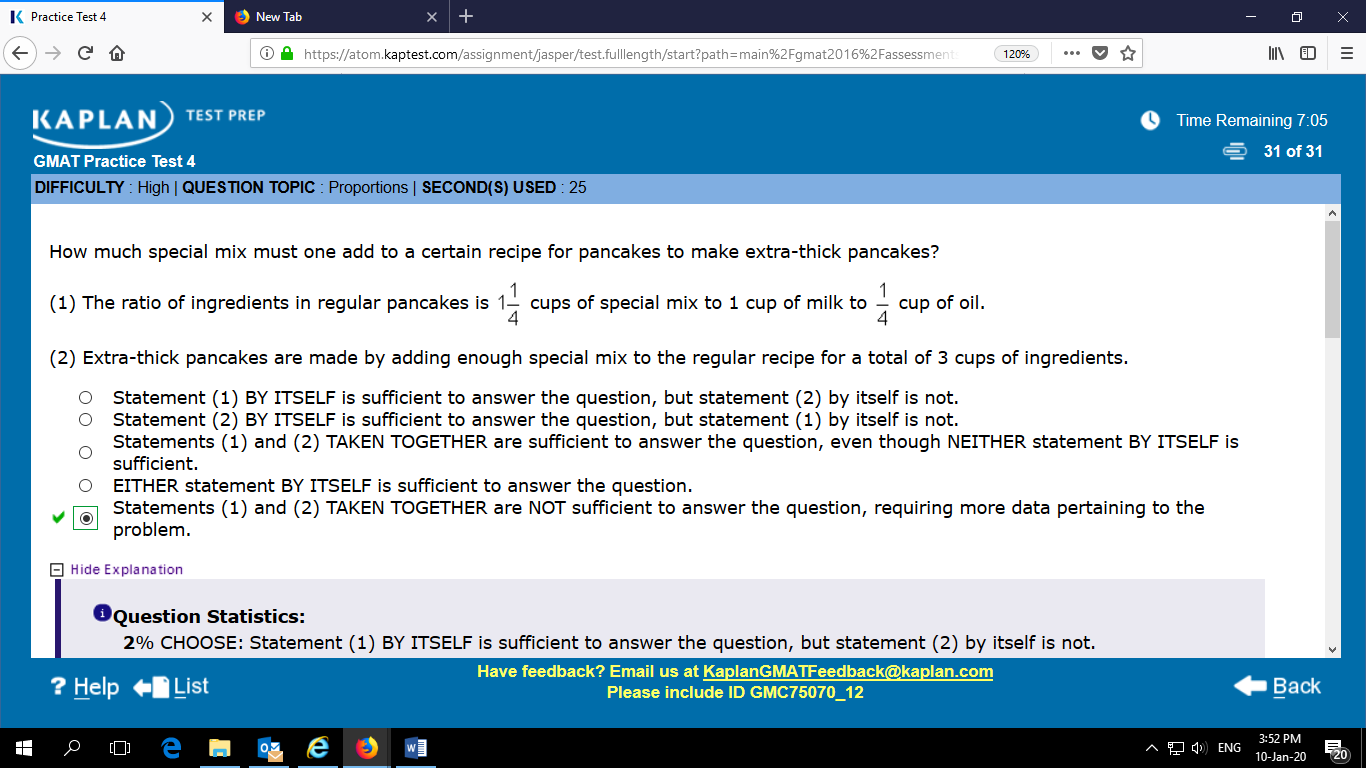 Practice Test 4
New Tab
https://atom.kaptest.com/assignment/jasper/test.fulllength/start?path=main%2Fgmat2016%2Fassessment
120%
KAPLAN TEST PREP
Time Remaining 7:05
GMAT Practice Test 4
31 of 31
DIFFICULTY : High | QUESTION TOPIC : Proportions | SECOND(S) USED : 25
How much special mix must one add to a certain recipe for pancakes to make extra-thick pancakes?
(1) The ratio of ingredients in regular pancakes is 1 1/4 cups of special mix to 1 cup of milk to 1/4 cup of oil.
(2) Extra-thick pancakes are made by adding enough special mix to the regular recipe for a total of 3 cups of ingredients.
Statement (1) BY ITSELF is sufficient to answer the question, but statement (2) by itself is not.
Statement (2) BY ITSELF is sufficient to answer the question, but statement (1) by itself is not.
Statements (1) and (2) TAKEN TOGETHER are sufficient to answer the question, even though NEITHER statement BY ITSELF is
sufficient.
EITHER statement BY ITSELF is sufficient to answer the question.
Statements (1) and (2) TAKEN TOGETHER are NOT sufficient to answer the question, requiring more data pertaining to the
problem.
Hide Explanation
Question Statistics:
2% CHOOSE: Statement (1) BY ITSELF is sufficient to answer the question, but statement (2) by itself is not.
Have feedback? Email us at KaplanGMATFeedback@kaplan.com
Please include ID GMC75070_12
? Help
List
Back
ENG
3:52 PM
10-Jan-20
20